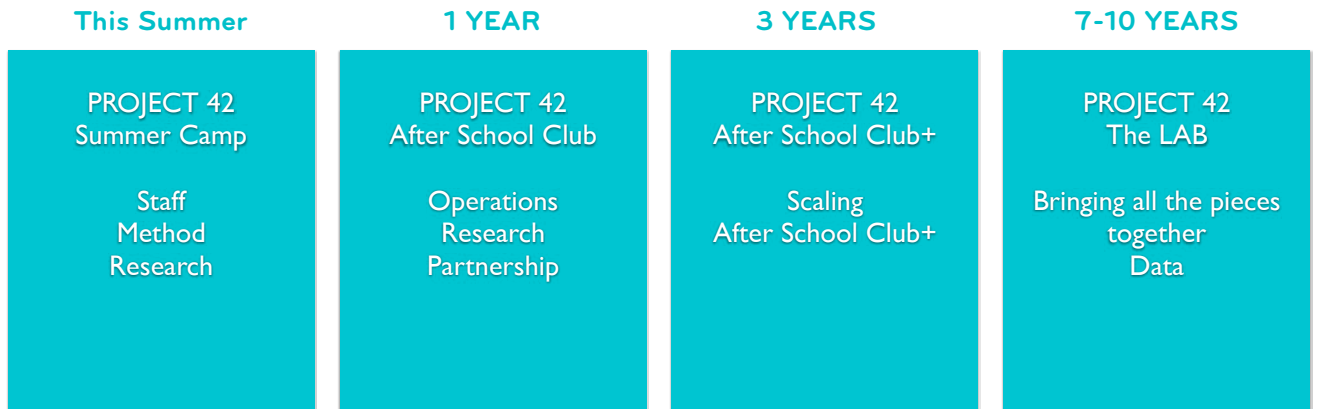 This Summer
PROJECT 42
Summer Camp
Staff
Method
Research
1 YEAR
PROJECT 42
After School Club
Operations
Research
Partnership
3 YEARS
PROJECT 42
After School Club+
Scaling
After School Club+
7-10 YEARS
PROJECT 42
The LAB
Bringing all the pieces
together
Data